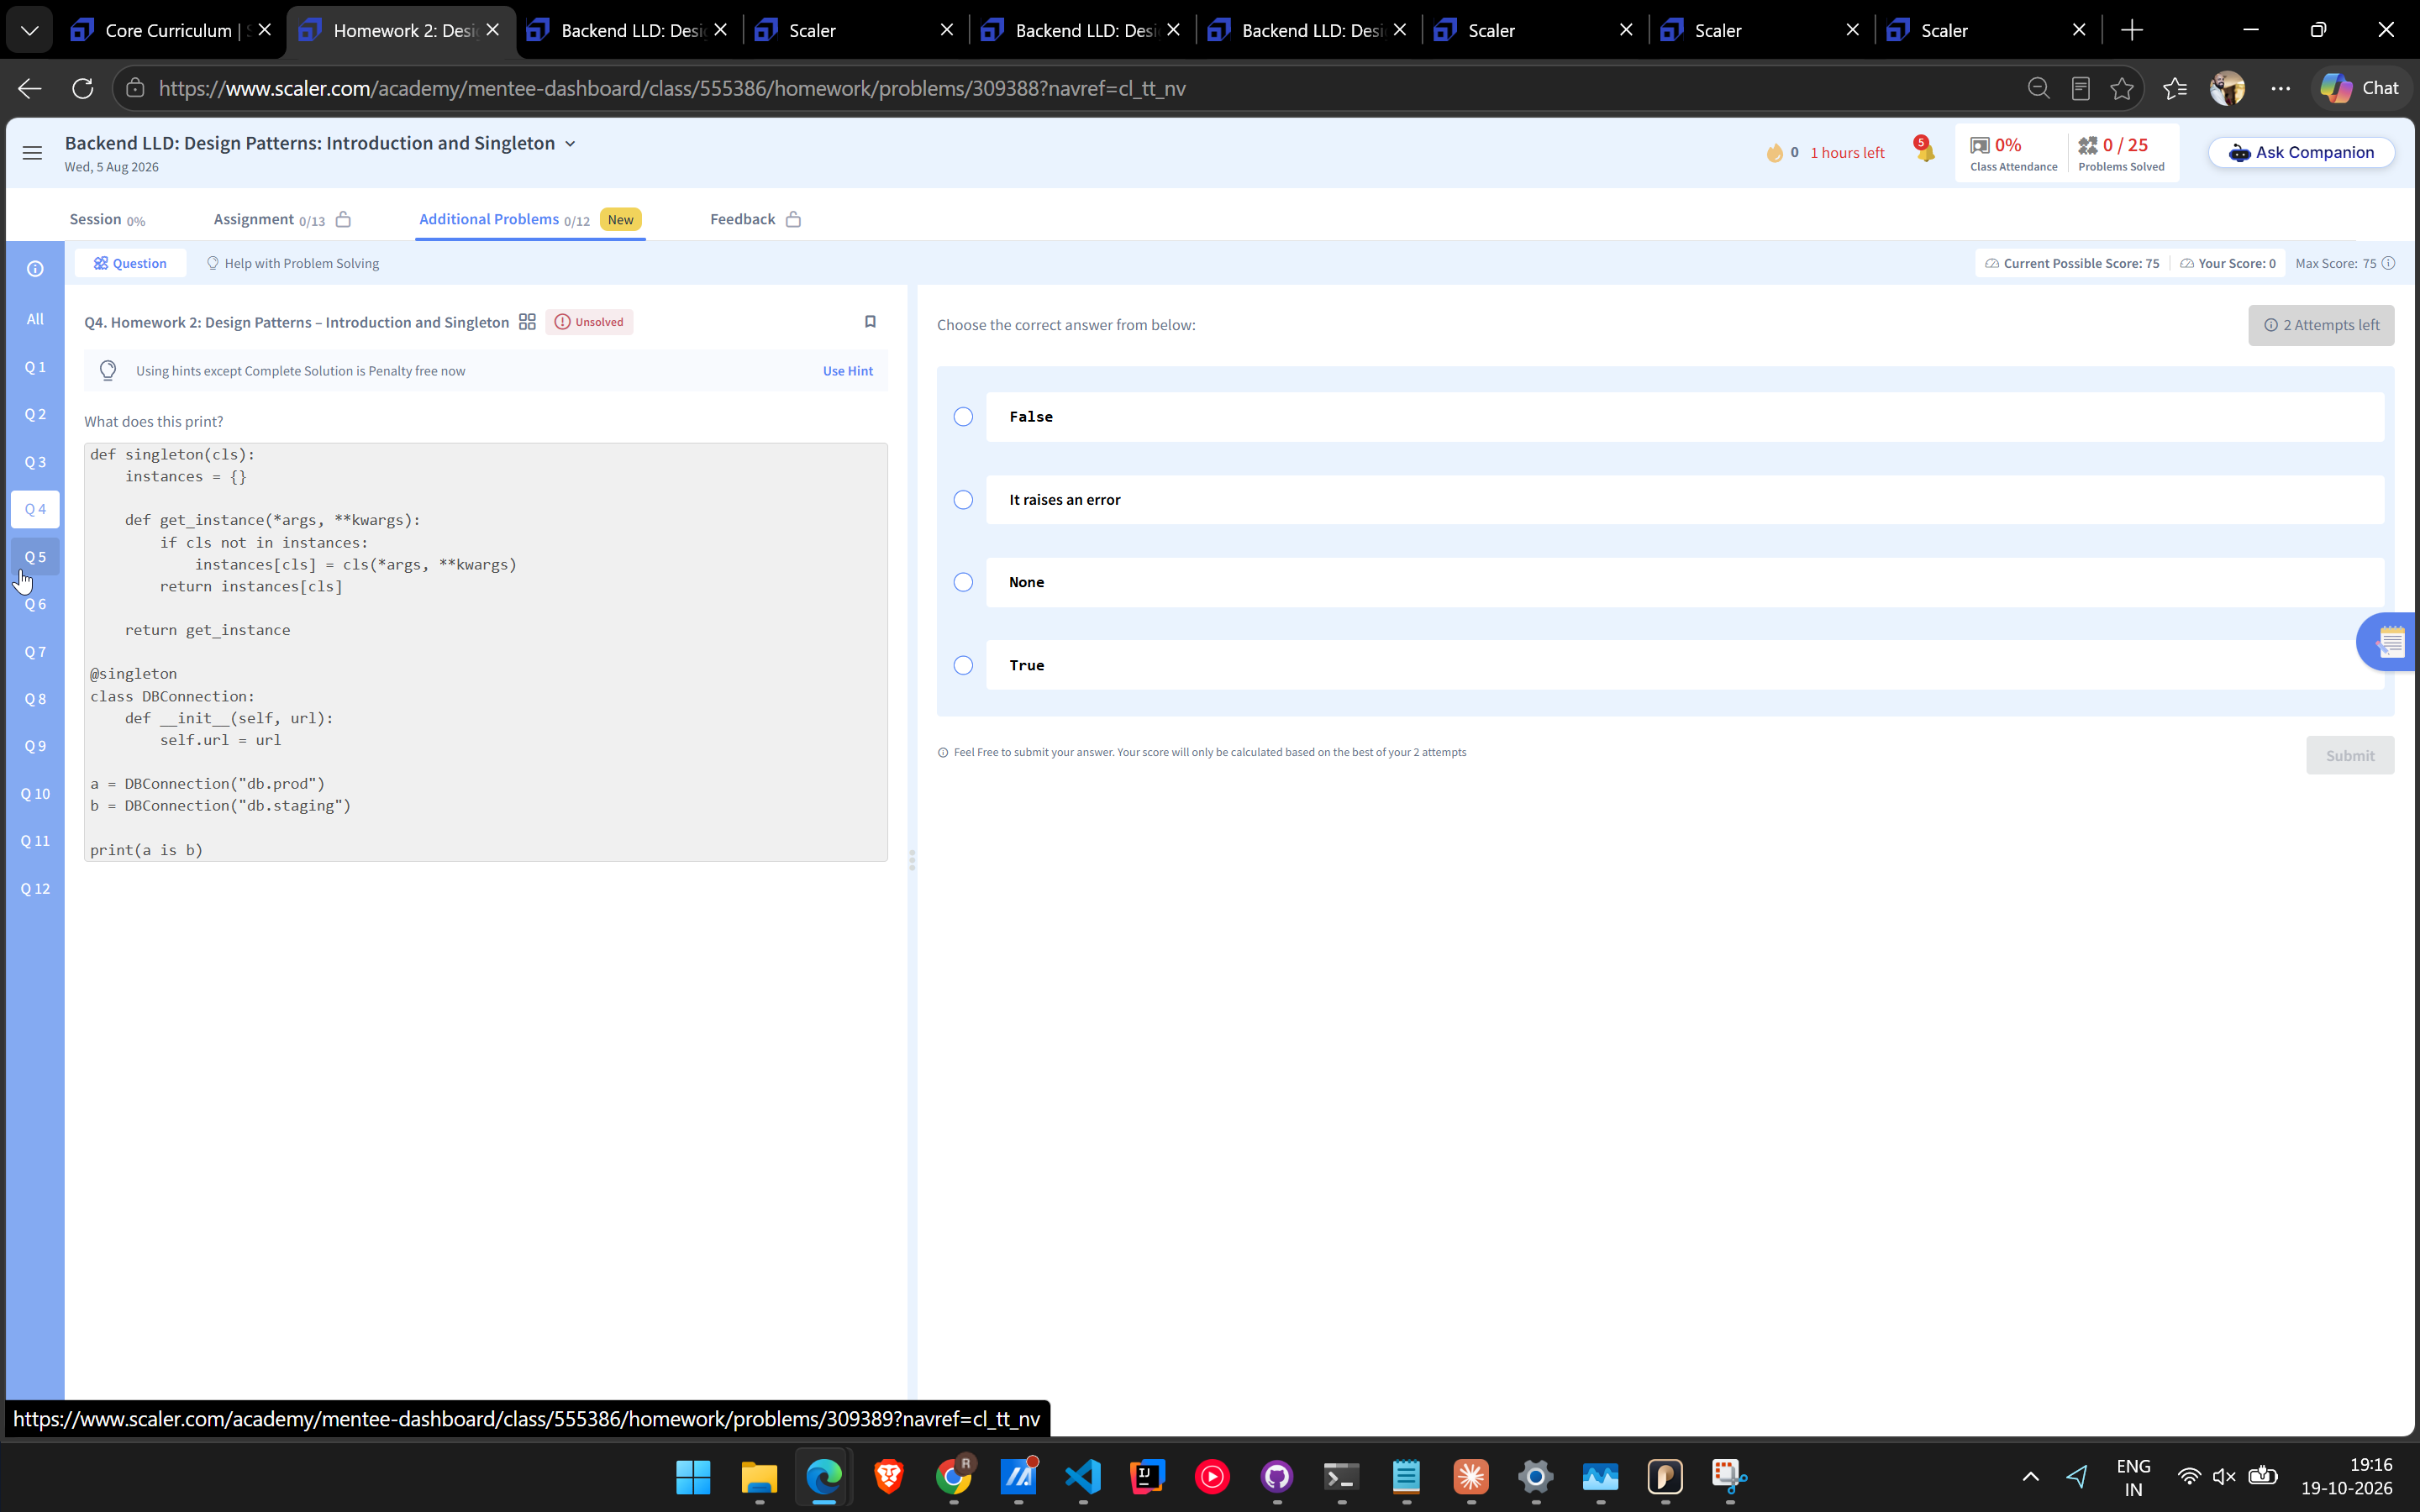 Core Curriculum |
Homework 2: Desi
Backend LLD: Desi
Scaler
Backend LLD: Desi
Backend LLD: Desi
Scaler
Scaler
Scaler
https://www.scaler.com/academy/mentee-dashboard/class/555386/homework/problems/309388?navref=cl_tt_nv
Chat
Backend LLD: Design Patterns: Introduction and Singleton
Wed, 5 Aug 2026
0 1 hours left
5
0%
Class Attendance
0 / 25
Problems Solved
Ask Companion
Session 0%
Assignment 0/13
Additional Problems 0/12 New
Feedback
Question
Help with Problem Solving
Current Possible Score: 75
Your Score: 0
Max Score: 75
All
Q 1
Q 2
Q 3
Q 4
Q 5
Q 6
Q 7
Q 8
Q 9
Q 10
Q 11
Q 12
Q4. Homework 2: Design Patterns – Introduction and Singleton
Unsolved
Using hints except Complete Solution is Penalty free now
Use Hint
What does this print?
def singleton(cls):
    instances = {}
    def get_instance(*args, **kwargs):
        if cls not in instances:
            instances[cls] = cls(*args, **kwargs)
        return instances[cls]
    return get_instance
@singleton
class DBConnection:
    def __init__(self, url):
        self.url = url
a = DBConnection("db.prod")
b = DBConnection("db.staging")
print(a is b)
Choose the correct answer from below:
2 Attempts left
False
It raises an error
None
True
Feel Free to submit your answer. Your score will only be calculated based on the best of your 2 attempts
Submit
https://www.scaler.com/academy/mentee-dashboard/class/555386/homework/problems/309389?navref=cl_tt_nv
R
IJ
ENG
IN
19:16
19-10-2026